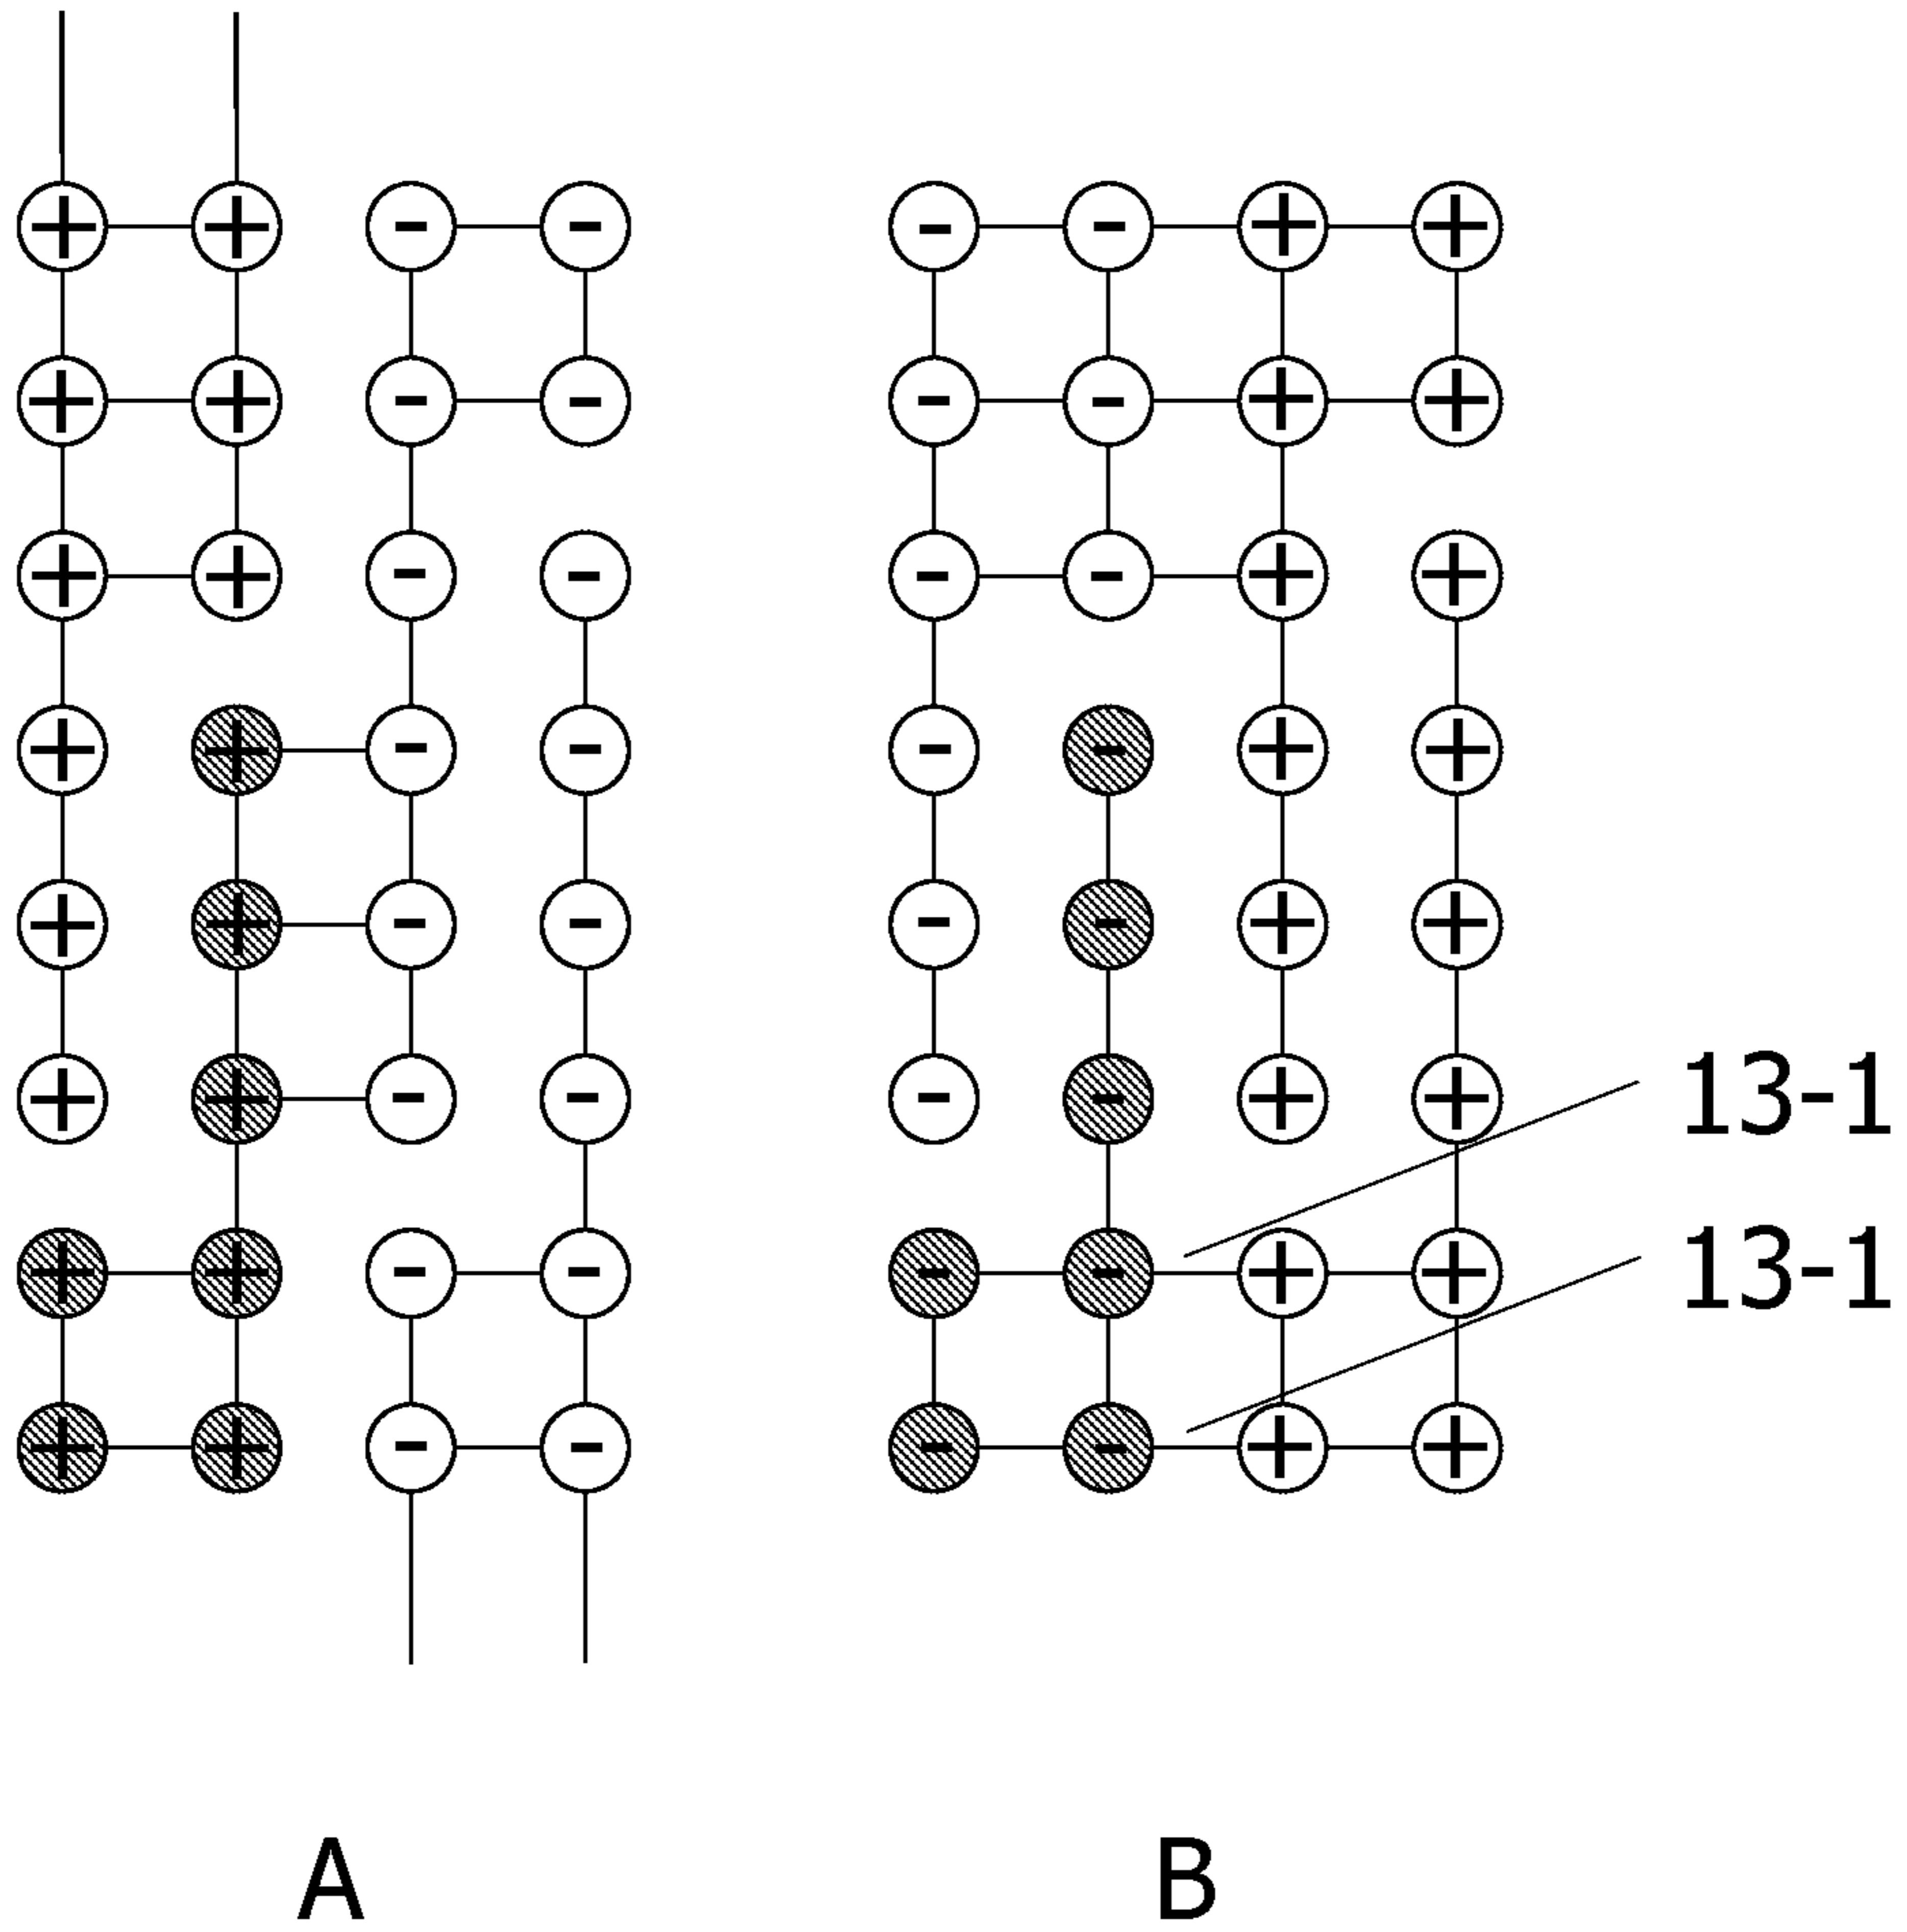 + + - - - - + +
+ + - - - - + +
+ + - - - - + +
+ + - - - - + +
+ + - - - - + +
+ + - - - - + +
13-1
+ + - - - - + +
13-1
+ + - - - - + +
A B